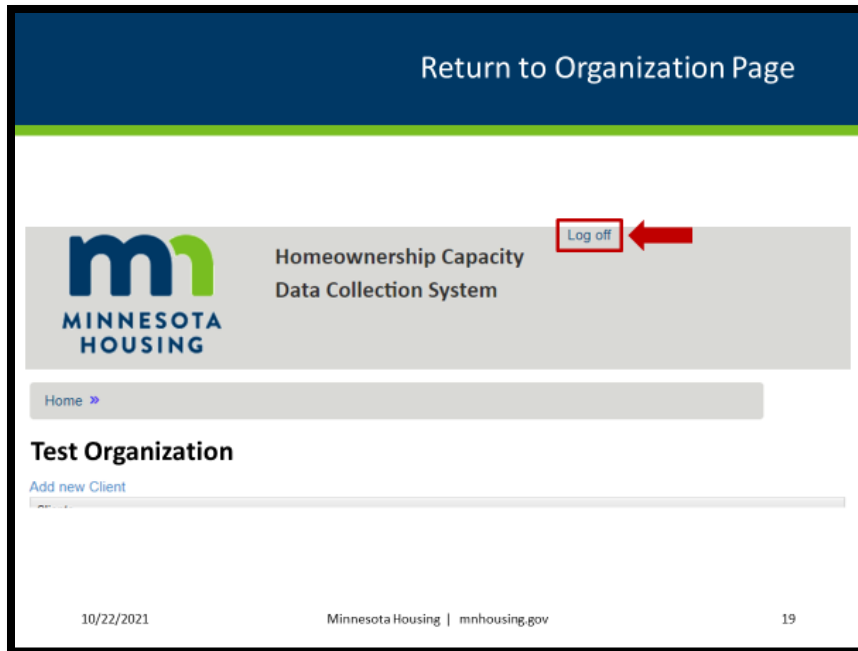 Return to Organization Page
Log off
Homeownership Capacity
Data Collection System
mn
MINNESOTA
HOUSING
Home »
Test Organization
Add new Client
10/22/2021 Minnesota Housing | mnhousing.gov 19